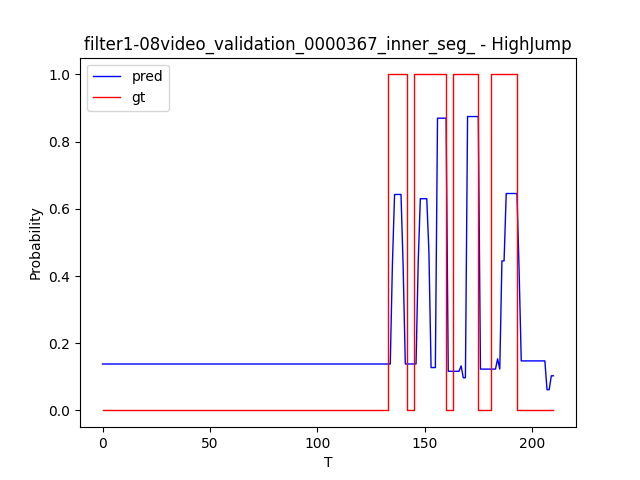 filter1-08video_validation_0000367_inner_seg_ - HighJump
pred
gt
1.0
0.8
0.6
0.4
0.2
0.0
Probability
0
50
100
150
200
T